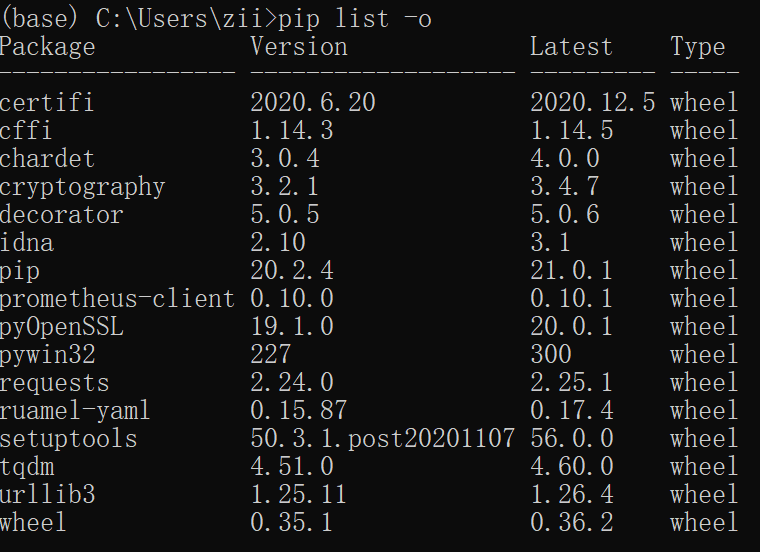 (base) C:\Users\zii>pip list -o
Package Version Latest Type
----------------- ------------------- --------- -----
certifi 2020.6.20 2020.12.5 wheel
cffi 1.14.3 1.14.5 wheel
chardet 3.0.4 4.0.0 wheel
cryptography 3.2.1 3.4.7 wheel
decorator 5.0.5 5.0.6 wheel
idna 2.10 3.1 wheel
pip 20.2.4 21.0.1 wheel
prometheus-client 0.10.0 0.10.1 wheel
pyOpenSSL 19.1.0 20.0.1 wheel
pywin32 227 300 wheel
requests 2.24.0 2.25.1 wheel
ruamel-yaml 0.15.87 0.17.4 wheel
setuptools 50.3.1.post20201107 56.0.0 wheel
tqdm 4.51.0 4.60.0 wheel
urllib3 1.25.11 1.26.4 wheel
wheel 0.35.1 0.36.2 wheel